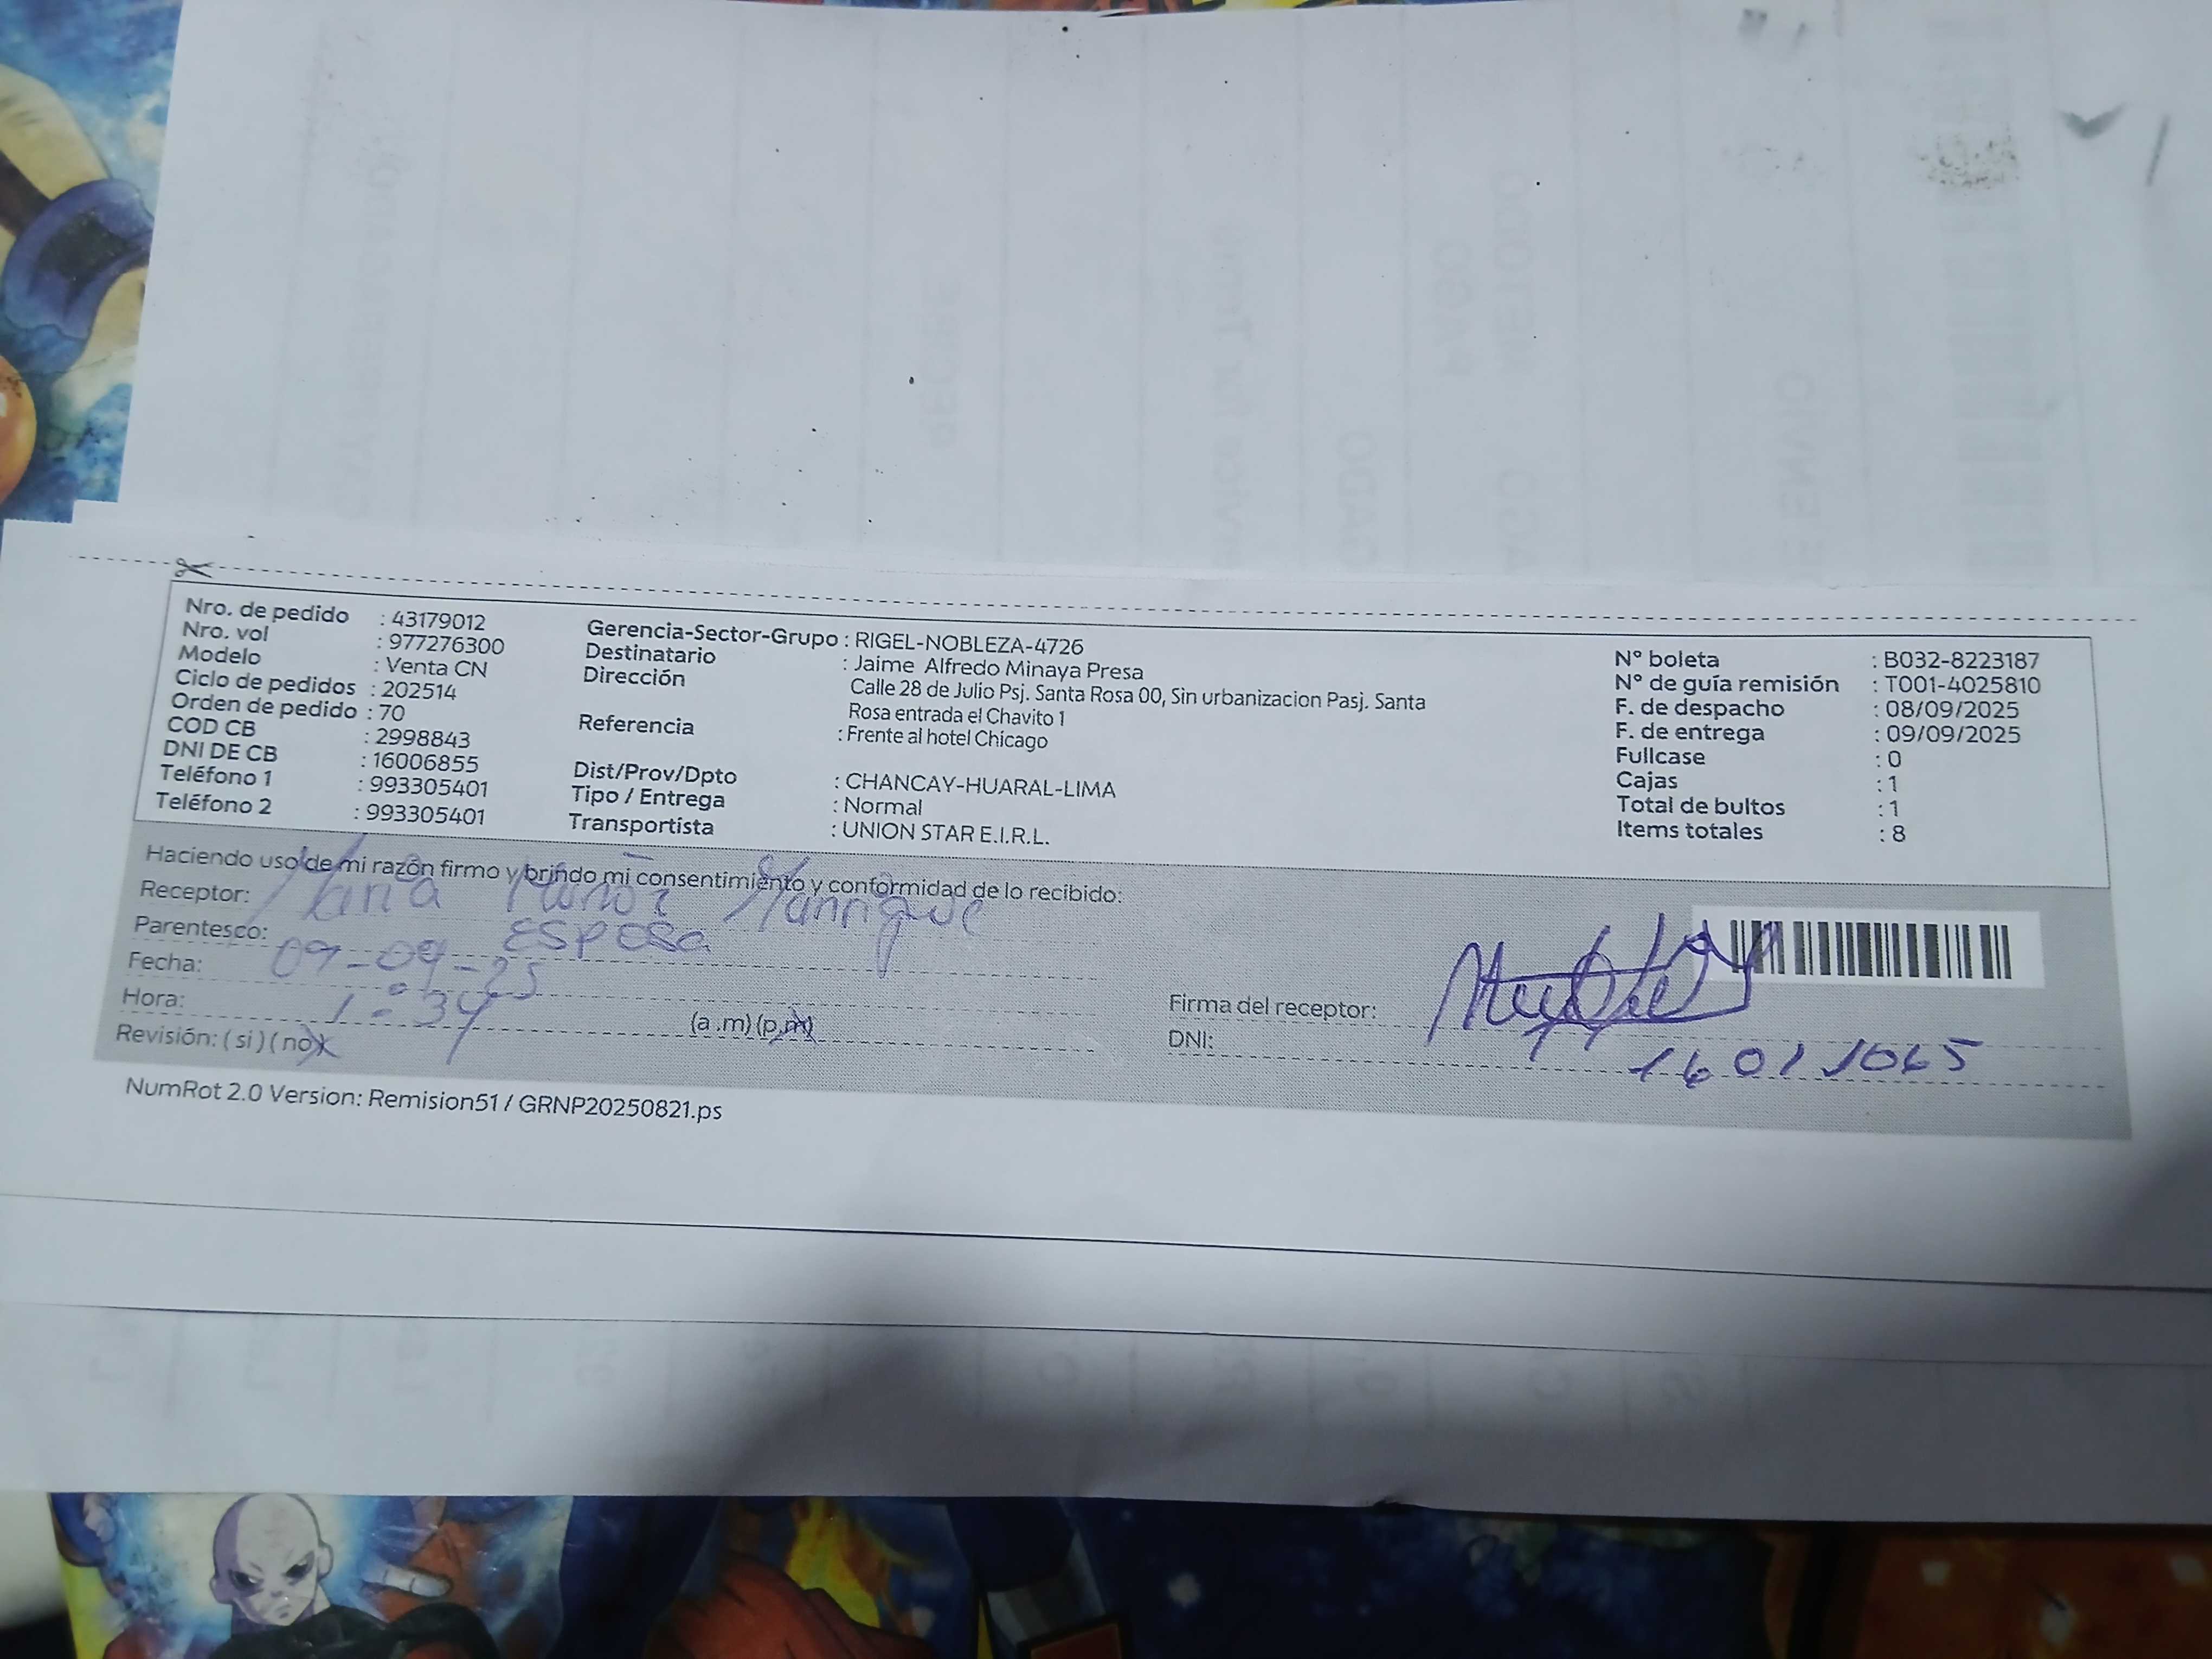 Nro. de pedido : 43179012
Nro. vol : 977276300
Modelo : Venta CN
Ciclo de pedidos : 202514
Orden de pedido : 70
COD CB : 2998843
DNI DE CB : 16006855
Teléfono 1 : 993305401
Teléfono 2 : 993305401
Gerencia-Sector-Grupo : RIGEL-NOBLEZA-4726
Destinatario : Jaime Alfredo Minaya Presa
Dirección Calle 28 de Julio Psj. Santa Rosa 00, Sin urbanizacion Pasj. Santa
Rosa entrada el Chavito 1
Referencia : Frente al hotel Chicago
Dist/Prov/Dpto : CHANCAY-HUARAL-LIMA
Tipo / Entrega : Normal
Transportista : UNION STAR E.I.R.L.
N° boleta : B032-8223187
N° de guía remisión : T001-4025810
F. de despacho : 08/09/2025
F. de entrega : 09/09/2025
Fullcase : 0
Cajas : 1
Total de bultos : 1
Items totales : 8
Haciendo uso de mi razón firmo y brindo mi consentimiento y conformidad de lo recibido:
Receptor: Maria Muñoz Manrique
Parentesco: ESPOSA
Fecha: 09-09-25
Hora: 1:34 (a.m) (p.m)
Revisión: ( si ) ( no )
Firma del receptor:
DNI: 16011065
NumRot 2.0 Version: Remision51 / GRNP20250821.ps